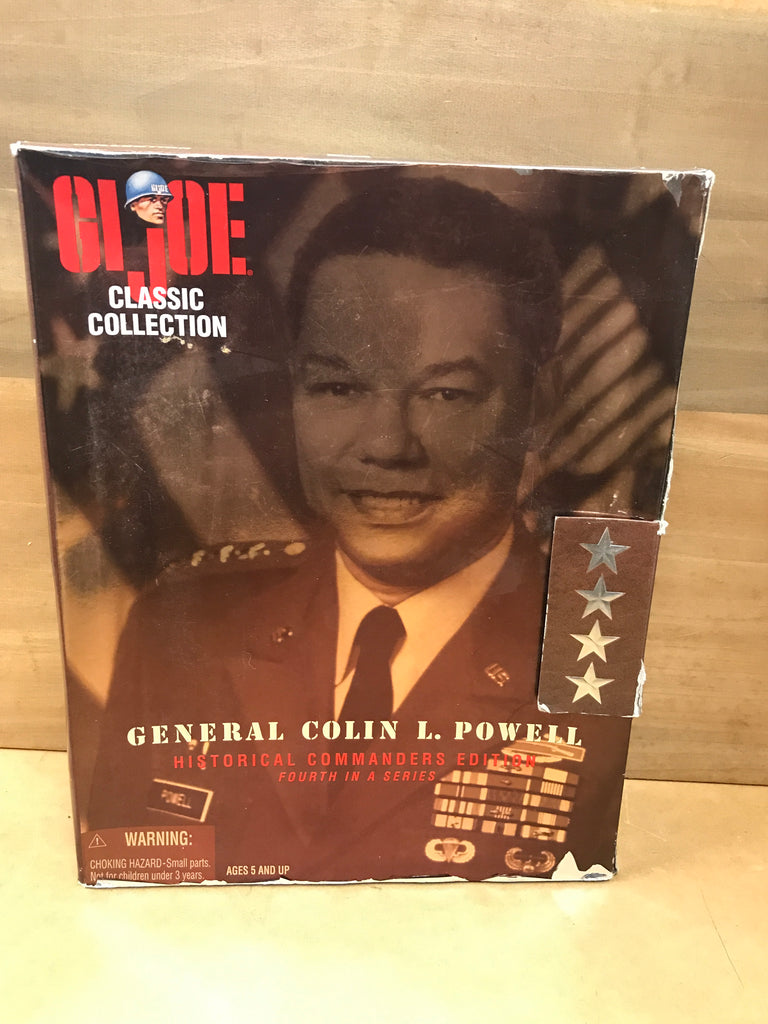 GI JOE
CLASSIC
COLLECTION
GENERAL COLIN L. POWELL
HISTORICAL COMMANDERS EDITION
FOURTH IN A SERIES
POWELL
WARNING:
CHOKING HAZARD-Small parts.
Not for children under 3 years.
AGES 5 AND UP